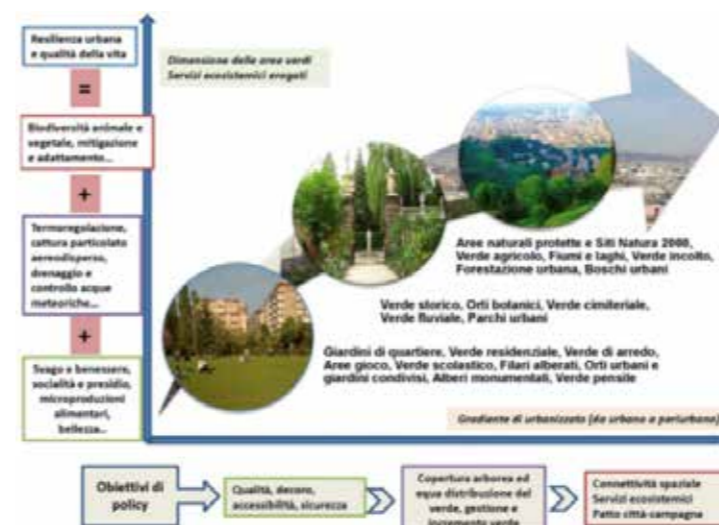 Resilienza urbana
e qualità della vita
=
Biodiversità animale e
vegetale, mitigazione
e adattamento...
+
Termoregolazione,
cattura particolato
aereodisperso,
drenaggio e
controllo acque
meteoriche...
+
Svago e benessere,
socialità e presidio,
microproduzioni
alimentari,
bellezza...
Dimensione delle aree verdi
Servizi ecosistemici erogati
Aree naturali protette e Siti Natura 2000,
Verde agricolo, Fiumi e laghi, Verde incolto,
Forestazione urbana, Boschi urbani
Verde storico, Orti botanici, Verde cimiteriale,
Verde fluviale, Parchi urbani
Giardini di quartiere, Verde residenziale, Verde di arredo,
Aree gioco, Verde scolastico, Filari alberati, Orti urbani e
giardini condivisi, Alberi monumentali, Verde pensile
Gradiente di urbanizzato [da urbano a periurbano]
Obiettivi di
policy
Qualità, decoro,
accessibilità, sicurezza
Copertura arborea ed
equa distribuzione del
verde, gestione e
incremento verde
Connettività spaziale
Servizi ecosistemici
Patto città-campagna